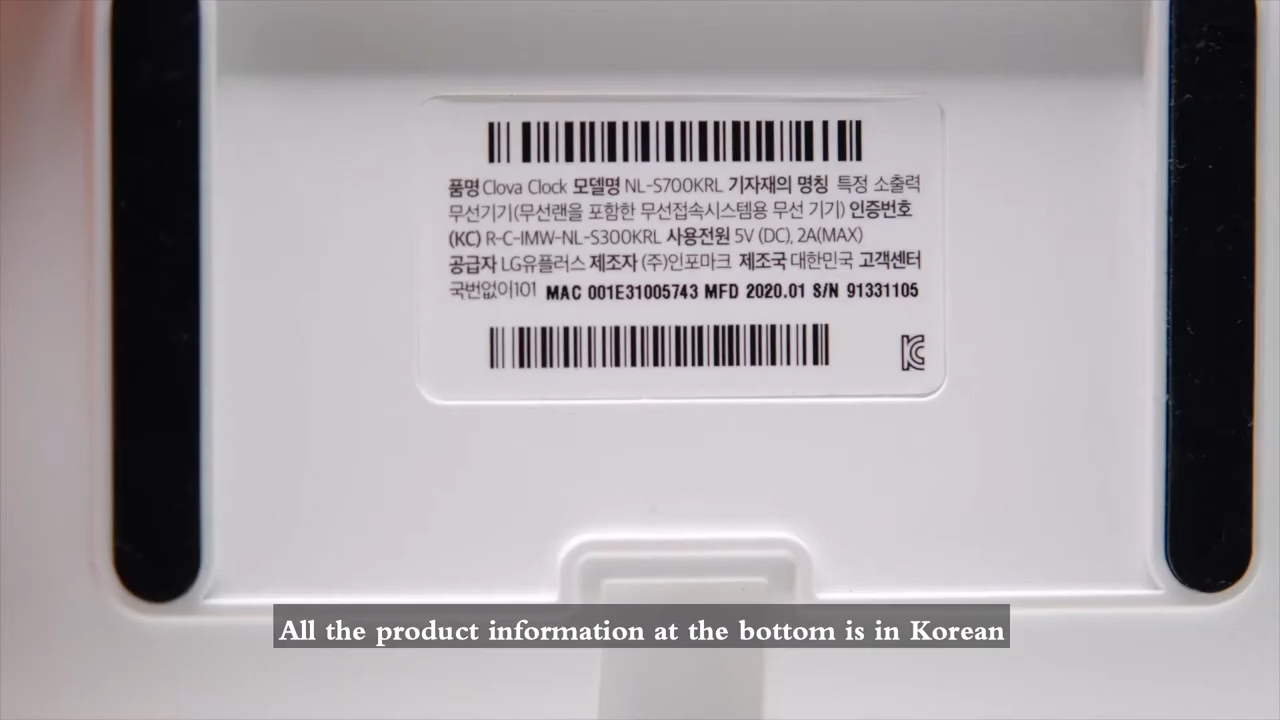 품명 Clova Clock 모델명 NL-S700KRL 기자재의 명칭 특정 소출력
무선기기(무선랜을 포함한 무선접속시스템용 무선 기기) 인증번호
(KC) R-C-IMW-NL-S300KRL 사용전원 5V (DC), 2A(MAX)
공급자 LG유플러스 제조자 (주)인포마크 제조국 대한민국 고객센터
국번없이101 MAC 001E31005743 MFD 2020.01 S/N 91331105
KC
All the product information at the bottom is in Korean